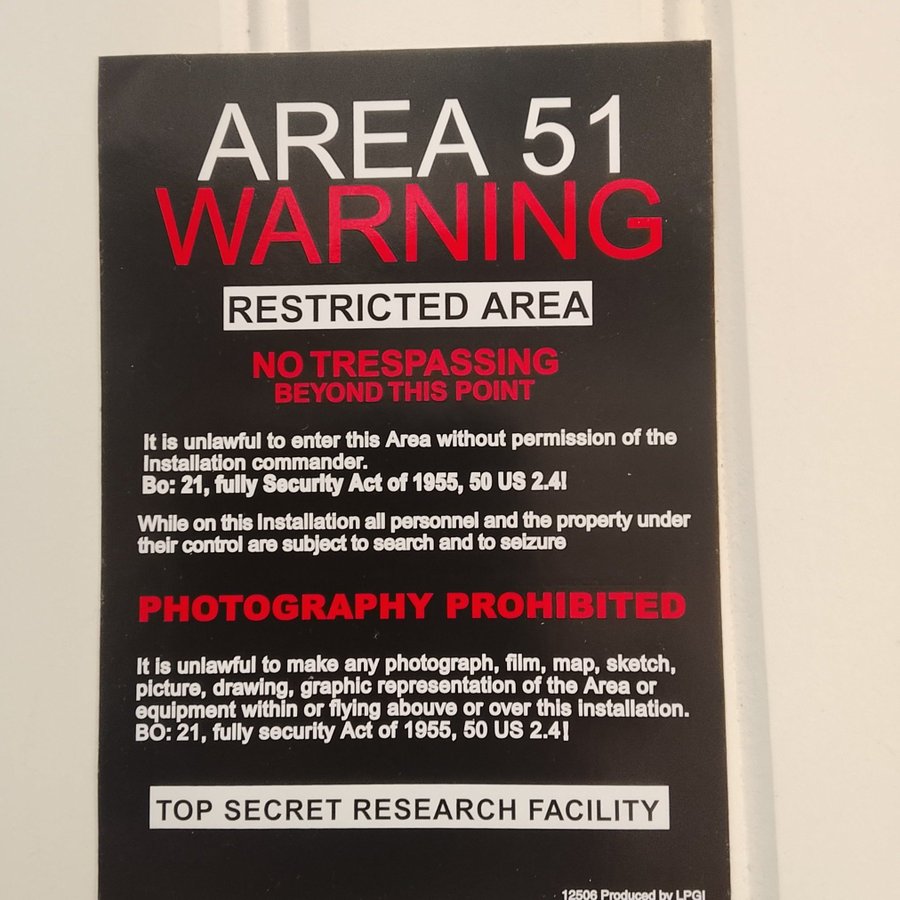 AREA 51
WARNING
RESTRICTED AREA
NO TRESPASSING
BEYOND THIS POINT
It is unlawful to enter this Area without permission of the
Installation commander.
Bo: 21, fully Security Act of 1955, 50 US 2.4!
While on this Installation all personnel and the property under
their control are subject to search and to seizure
PHOTOGRAPHY PROHIBITED
It is unlawful to make any photograph, film, map, sketch,
picture, drawing, graphic representation of the Area or
equipment within or flying abouve or over this installation.
BO: 21, fully security Act of 1955, 50 US 2.4!
TOP SECRET RESEARCH FACILITY
12506 Produced by LPGI